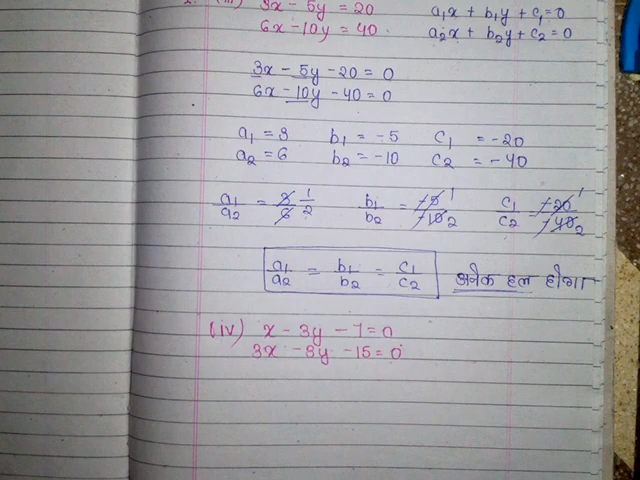 2. (iii) 3x - 5y = 20 a₁x + b₁y + c₁ = 0
6x - 10y = 40 a₂x + b₂y + c₂ = 0
3x - 5y - 20 = 0
6x - 10y - 40 = 0
a₁ = 3 b₁ = -5 c₁ = -20
a₂ = 6 b₂ = -10 c₂ = -40
a₁/a₂ = 3/6 1/2 b₁/b₂ = -5/-10 1/2 c₁/c₂ = -20/-40 1/2
a₁/a₂ = b₁/b₂ = c₁/c₂ अनेक हल होगा
(iv) x - 3y - 7 = 0
3x - 3y - 15 = 0